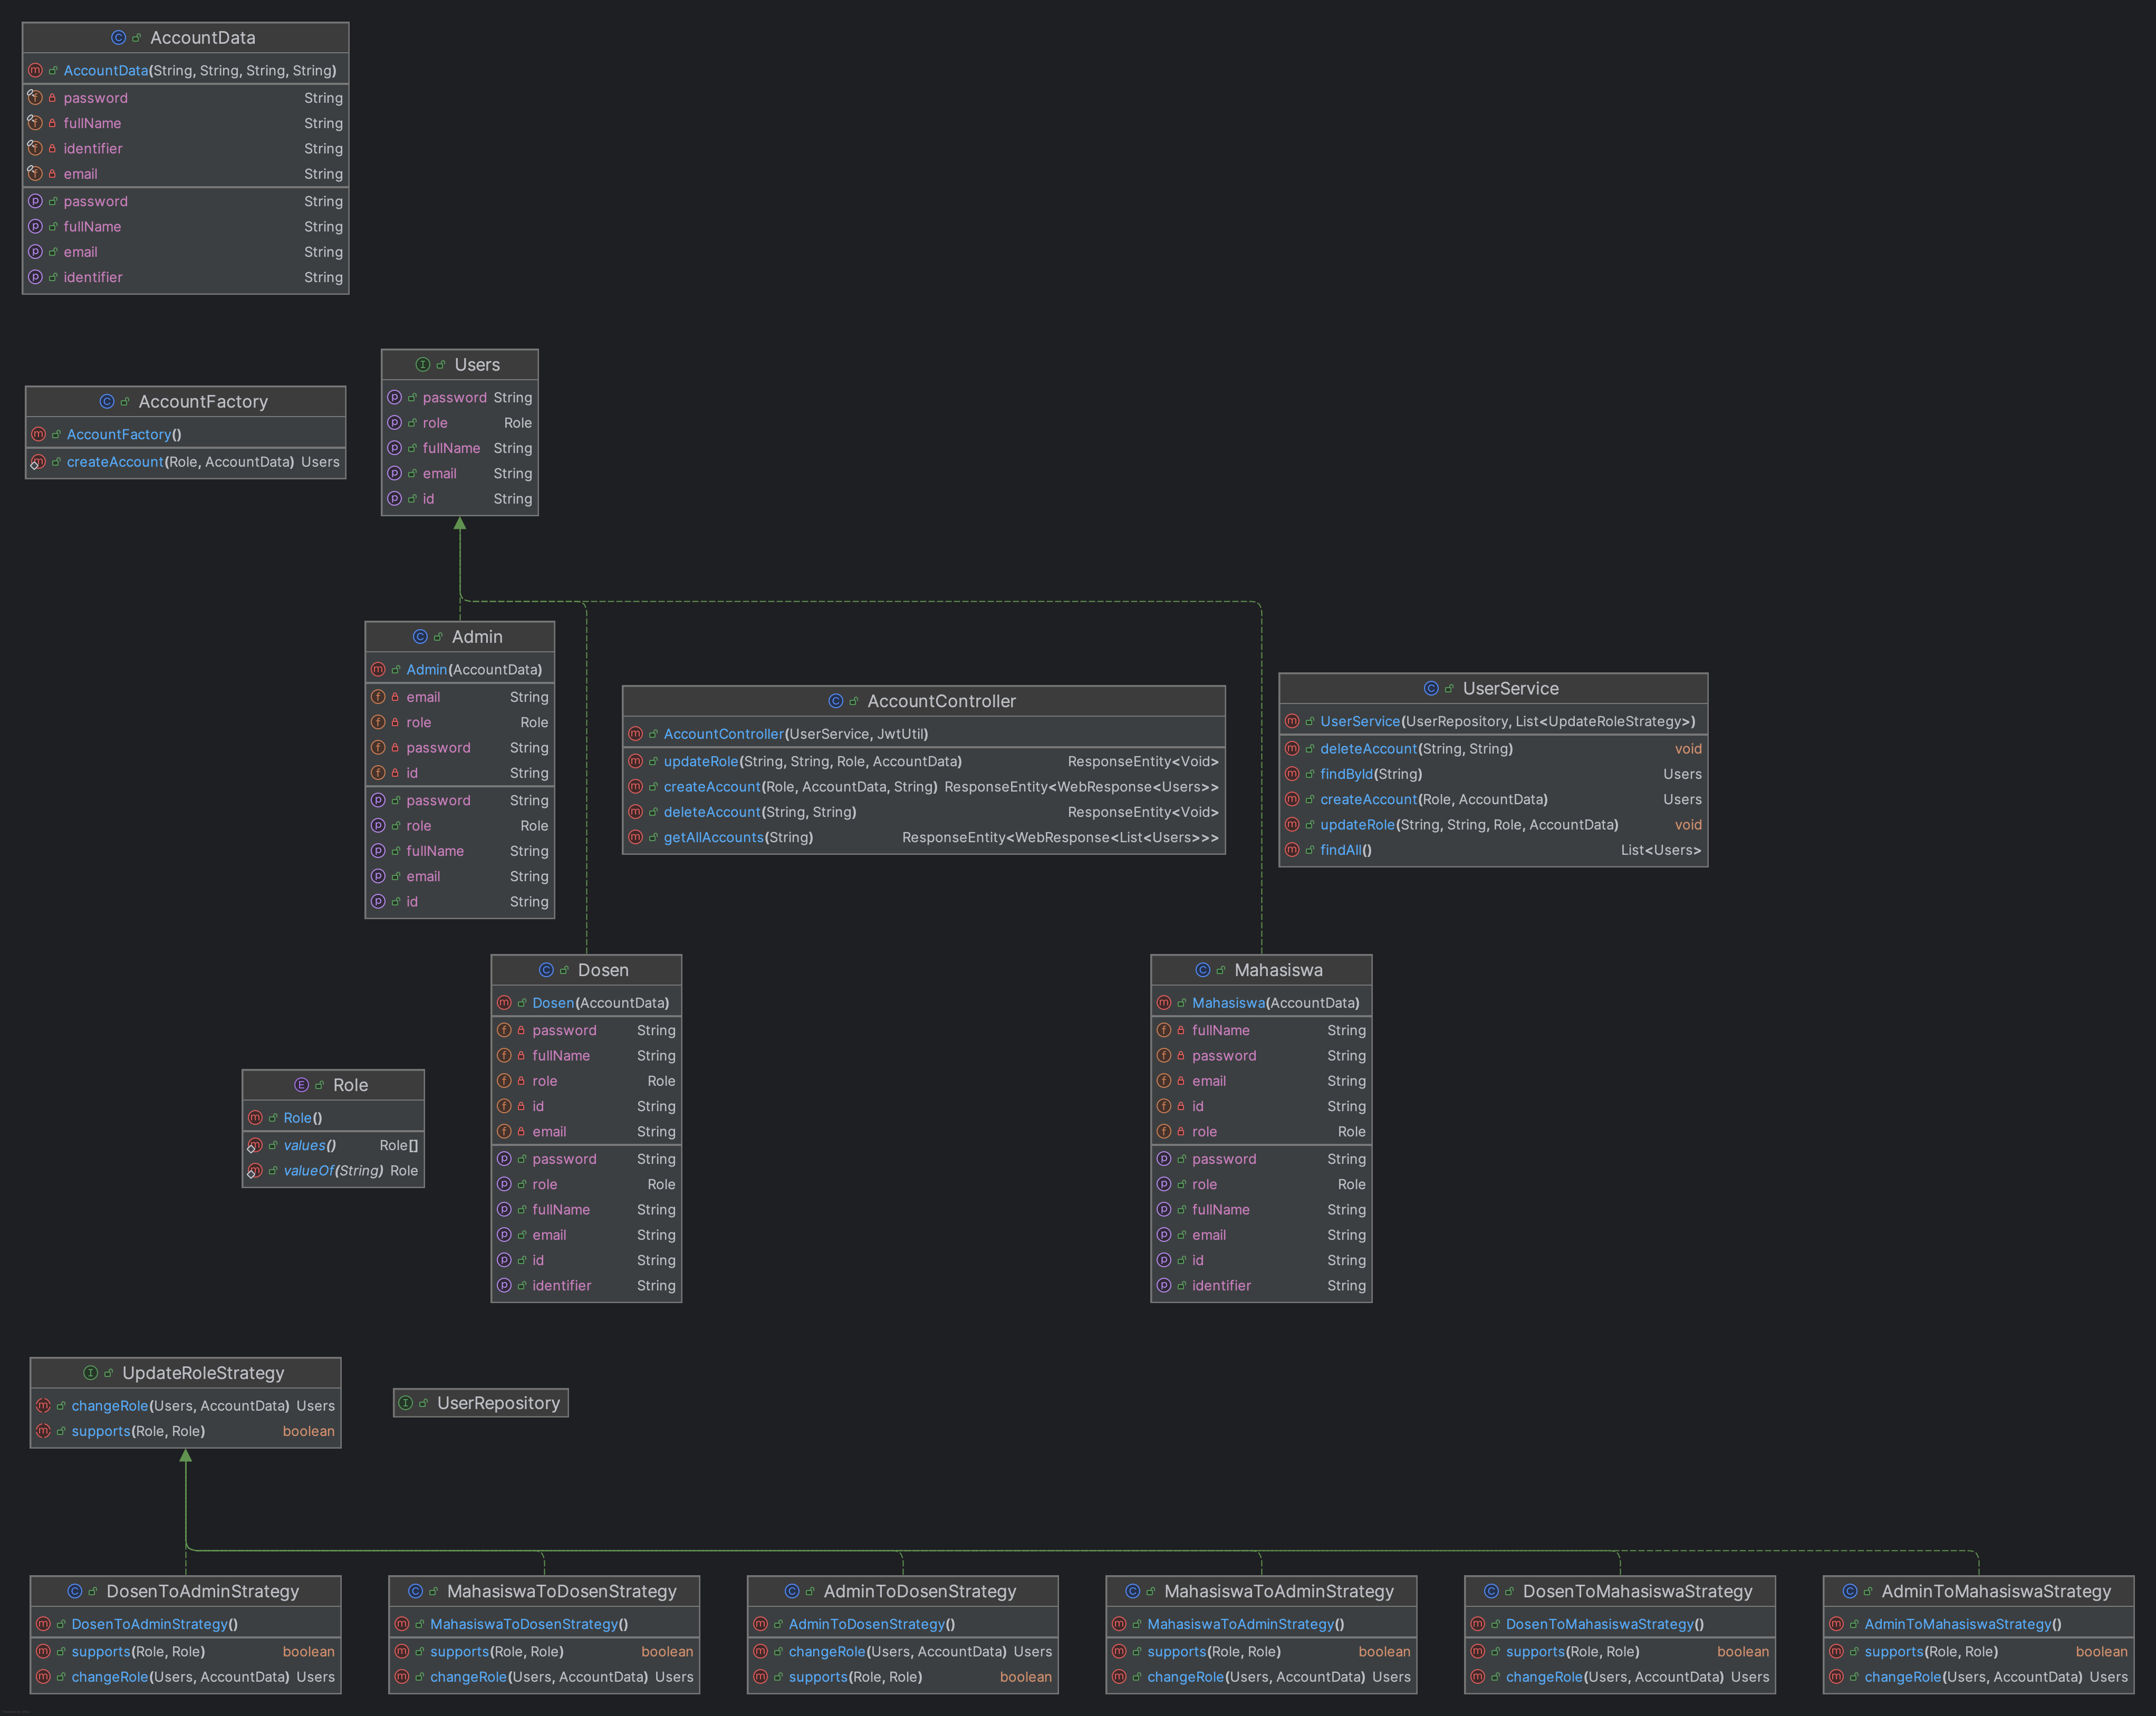 AccountData
AccountData(String, String, String, String)
password String
fullName String
identifier String
email String
password String
fullName String
email String
identifier String
Users
password String
role Role
fullName String
email String
id String
AccountFactory
AccountFactory()
createAccount(Role, AccountData) Users
Admin
Admin(AccountData)
email String
role Role
password String
id String
password String
role Role
fullName String
email String
id String
AccountController
AccountController(UserService, JwtUtil)
updateRole(String, String, Role, AccountData) ResponseEntity<Void>
createAccount(Role, AccountData, String) ResponseEntity<WebResponse<Users>>
deleteAccount(String, String) ResponseEntity<Void>
getAllAccounts(String) ResponseEntity<WebResponse<List<Users>>>
UserService
UserService(UserRepository, List<UpdateRoleStrategy>)
deleteAccount(String, String) void
findById(String) Users
createAccount(Role, AccountData) Users
updateRole(String, String, Role, AccountData) void
findAll() List<Users>
Dosen
Dosen(AccountData)
password String
fullName String
role Role
id String
email String
password String
role Role
fullName String
email String
id String
identifier String
Mahasiswa
Mahasiswa(AccountData)
fullName String
password String
email String
id String
role Role
password String
role Role
fullName String
email String
id String
identifier String
Role
Role()
values() Role[]
valueOf(String) Role
UpdateRoleStrategy
changeRole(Users, AccountData) Users
supports(Role, Role) boolean
UserRepository
DosenToAdminStrategy
DosenToAdminStrategy()
supports(Role, Role) boolean
changeRole(Users, AccountData) Users
MahasiswaToDosenStrategy
MahasiswaToDosenStrategy()
supports(Role, Role) boolean
changeRole(Users, AccountData) Users
AdminToDosenStrategy
AdminToDosenStrategy()
changeRole(Users, AccountData) Users
supports(Role, Role) boolean
MahasiswaToAdminStrategy
MahasiswaToAdminStrategy()
supports(Role, Role) boolean
changeRole(Users, AccountData) Users
DosenToMahasiswaStrategy
DosenToMahasiswaStrategy()
supports(Role, Role) boolean
changeRole(Users, AccountData) Users
AdminToMahasiswaStrategy
AdminToMahasiswaStrategy()
supports(Role, Role) boolean
changeRole(Users, AccountData) Users